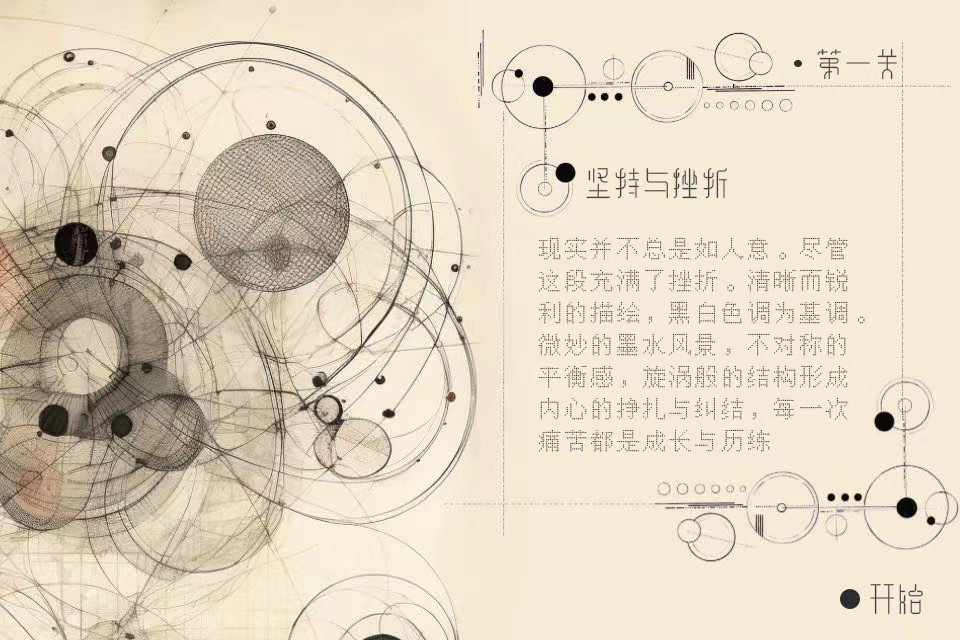 第一关
坚持与挫折
现实并不总是如人意。尽管
这段充满了挫折。清晰而锐
利的描绘，黑白色调为基调。
微妙的墨水风景，不对称的
平衡感，旋涡般的结构形成
内心的挣扎与纠结，每一次
痛苦都是成长与历练
开始